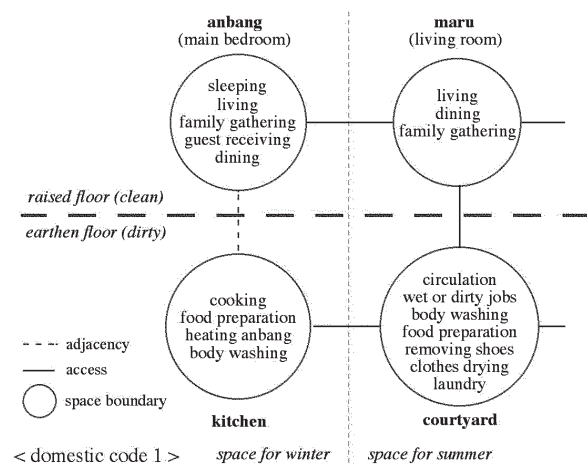 anbang
(main bedroom)
maru
(living room)
sleeping
living
family gathering
guest receiving
dining
living
dining
family gathering
raised floor (clean)
earthen floor (dirty)
cooking
food preparation
heating anbang
body washing
circulation
wet or dirty jobs
body washing
food preparation
removing shoes
clothes drying
laundry
adjacency
access
space boundary
kitchen
courtyard
< domestic code 1 >
space for winter
space for summer